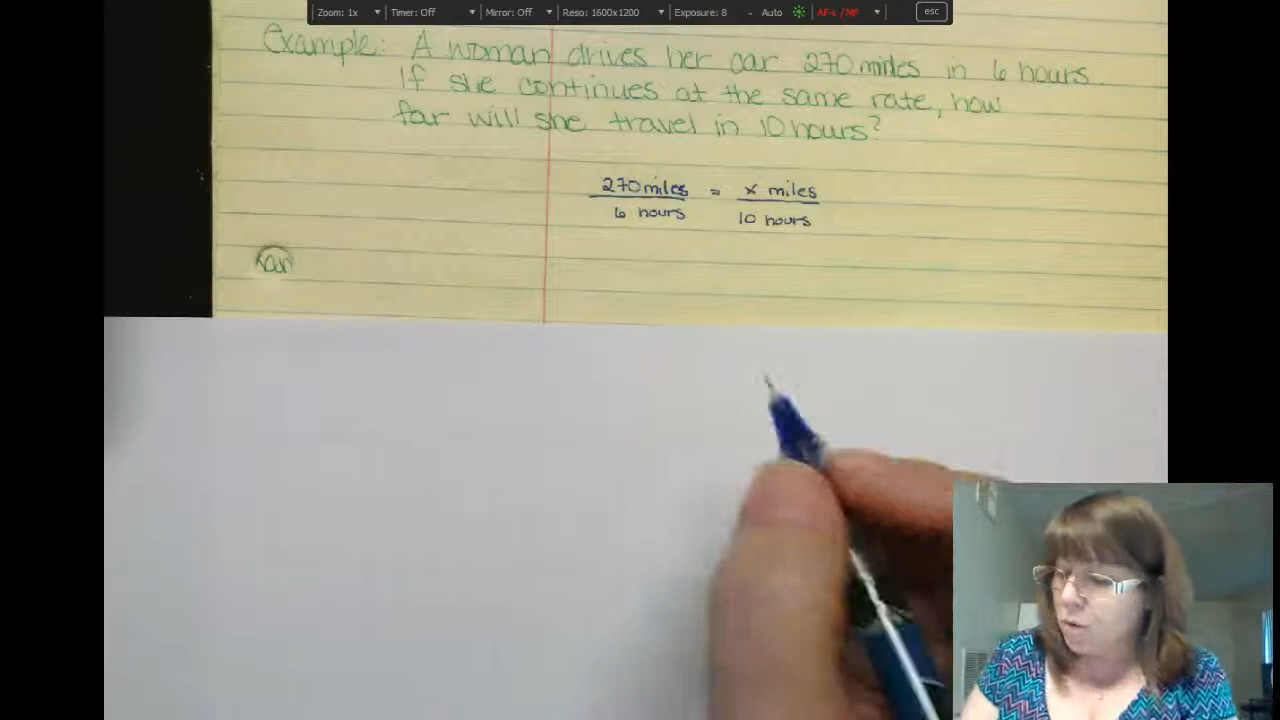 Zoom: 1x Timer: Off Mirror: Off Reso: 1600x1200 Exposure: 8 - Auto AF-C / MF esc
Example: A woman drives her car 270 miles in 6 hours.
If she continues at the same rate, how
far will she travel in 10 hours?
270 miles = x miles
6 hours 10 hours